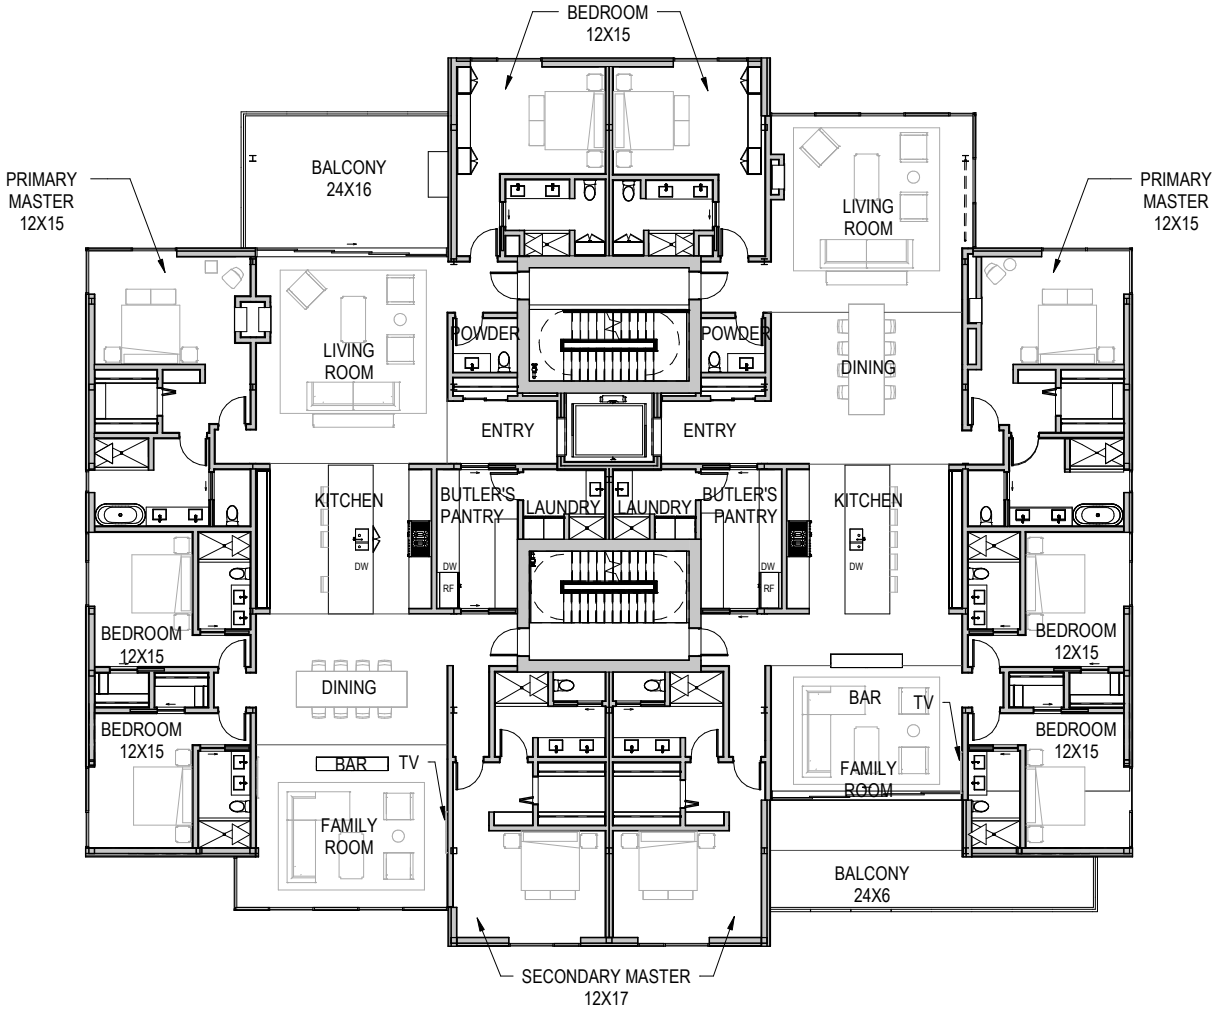 BEDROOM
12X15
BALCONY
24X16
PRIMARY
MASTER
12X15
PRIMARY
MASTER
12X15
LIVING
ROOM
POWDER
POWDER
LIVING
ROOM
DINING
ENTRY
ENTRY
KITCHEN
BUTLER'S
PANTRY
LAUNDRY
LAUNDRY
BUTLER'S
PANTRY
KITCHEN
DW
DW
RF
DW
RF
DW
BEDROOM
12X15
BEDROOM
12X15
DINING
BAR
TV
BEDROOM
12X15
BEDROOM
12X15
BAR
TV
FAMILY
ROOM
FAMILY
ROOM
BALCONY
24X6
SECONDARY MASTER
12X17